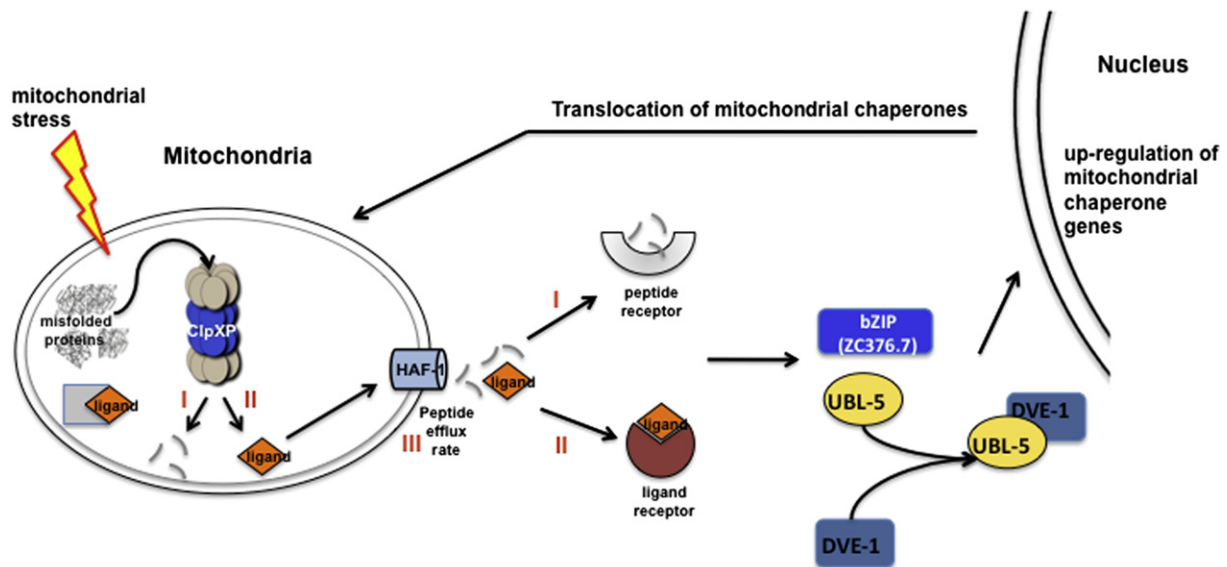 Nucleus
mitochondrial
stress
Translocation of mitochondrial chaperones
Mitochondria
up-regulation of
mitochondrial
chaperone
genes
misfolded
proteins
ClpXP
ligand
I
II
ligand
HAF-1
Peptide
efflux
rate
III
ligand
I
peptide
receptor
II
ligand
ligand
receptor
bZIP
(ZC376.7)
UBL-5
DVE-1
UBL-5
DVE-1